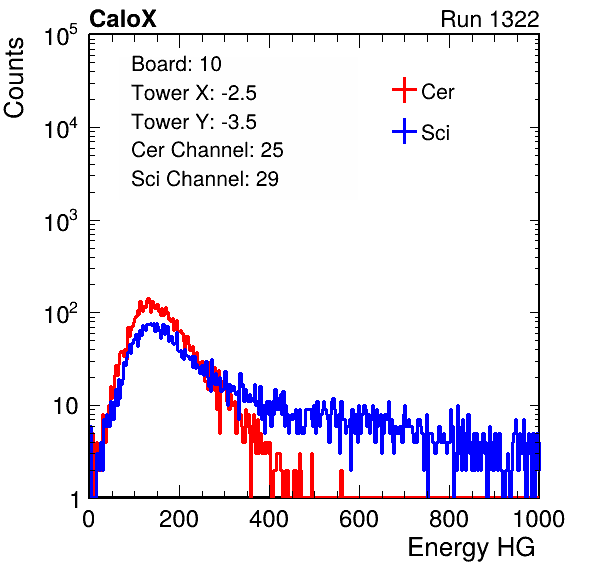 CaloX Run 1322
Counts
10^5
10^4
10^3
10^2
10
1
Board: 10
Tower X: -2.5
Tower Y: -3.5
Cer Channel: 25
Sci Channel: 29
Cer
Sci
0 200 400 600 800 1000
Energy HG